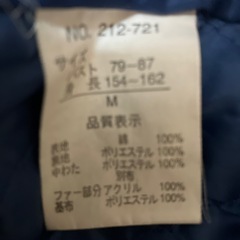 NO. 212-721
サイズ
バスト 79~87
身長 154~162
M
品質表示
表地 綿 100%
裏地 ポリエステル 100%
中わた ポリエステル 100%
別布
ファー部分アクリル 100%
基布 ポリエステル 100%